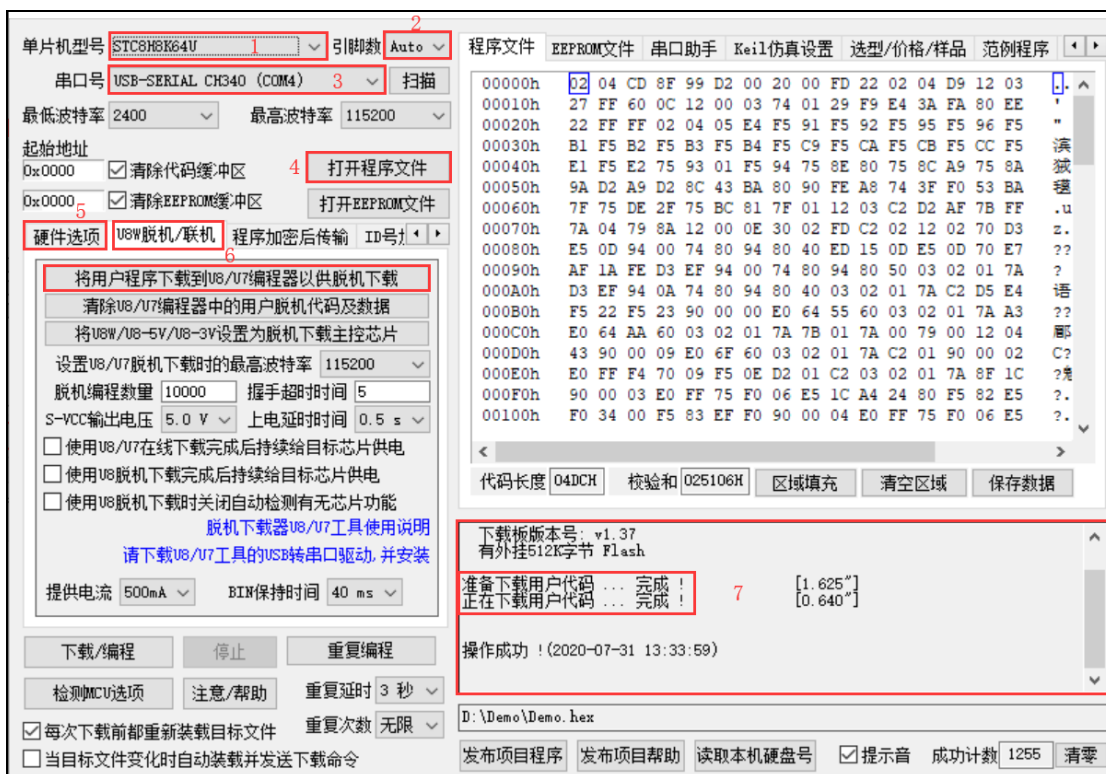 单片机型号 STC8H8K64U 1 引脚数 2 Auto
串口号 USB-SERIAL CH340 (COM4) 3 扫描
最低波特率 2400 最高波特率 115200
起始地址
0x0000 清除代码缓冲区 4 打开程序文件
0x0000 清除EEPROM缓冲区 打开EEPROM文件
5
硬件选项 U8W脱机/联机 程序加密后传输 ID号
6
将用户程序下载到U8/U7编程器以供脱机下载
清除U8/U7编程器中的用户脱机代码及数据
将U8W/U8-5V/U8-3V设置为脱机下载主控芯片
设置U8/U7脱机下载时的最高波特率 115200
脱机编程数量 10000 握手超时时间 5
S-VCC输出电压 5.0 V 上电延时时间 0.5 s
使用U8/U7在线下载完成后持续给目标芯片供电
使用U8脱机下载完成后持续给目标芯片供电
使用U8脱机下载时关闭自动检测有无芯片功能
脱机下载器U8/U7工具使用说明
请下载U8/U7工具的USB转串口驱动,并安装
提供电流 500mA BIN保持时间 40 ms
下载/编程 停止 重复编程
检测MCU选项 注意/帮助 重复延时 3 秒
每次下载前都重新装载目标文件 重复次数 无限
当目标文件变化时自动装载并发送下载命令
程序文件 EEPROM文件 串口助手 Keil仿真设置 选型/价格/样品 范例程序
00000h 02 04 CD 8F 99 D2 00 20 00 FD 22 02 04 D9 12 03 ..
00010h 27 FF 60 0C 12 00 03 74 01 29 F9 E4 3A FA 80 EE '
00020h 22 FF FF 02 04 05 E4 F5 91 F5 92 F5 95 F5 96 F5 "
00030h B1 F5 B2 F5 B3 F5 B4 F5 C9 F5 CA F5 CB F5 CC F5 滨
00040h E1 F5 E2 75 93 01 F5 94 75 8E 80 75 8C A9 75 8A
00050h 9A D2 A9 D2 8C 43 BA 80 90 FE A8 74 3F F0 53 BA
00060h 7F 75 DE 2F 75 BC 81 7F 01 12 03 C2 D2 AF 7B FF .u
00070h 7A 04 79 8A 12 00 0E 30 02 FD C2 02 12 02 70 D3 z.
00080h E5 0D 94 00 74 80 94 80 40 ED 15 0D E5 0D 70 E7 ??
00090h AF 1A FE D3 EF 94 00 74 80 94 80 50 03 02 01 7A ?
000A0h D3 EF 94 0A 74 80 94 80 40 03 02 01 7A C2 D5 E4 语
000B0h F5 22 F5 23 90 00 00 E0 64 55 60 03 02 01 7A A3 ??
000C0h E0 64 AA 60 03 02 01 7A 7B 01 7A 00 79 00 12 04 郿
000D0h 43 90 00 09 E0 6F 60 03 02 01 7A C2 01 90 00 02 C?
000E0h E0 FF F4 70 09 F5 0E D2 01 C2 03 02 01 7A 8F 1C
000F0h 90 00 03 E0 FF 75 F0 06 E5 1C A4 24 80 F5 82 E5 ?.
00100h F0 34 00 F5 83 EF F0 90 00 04 E0 FF 75 F0 06 E5 ?.
代码长度 04DCH 校验和 025106H 区域填充 清空区域 保存数据
下载板版本号: v1.37
有外挂512K字节 Flash
准备下载用户代码 ... 完成 ! [1.625"]
正在下载用户代码 ... 完成 ! 7 [0.640"]
操作成功 !(2020-07-31 13:33:59)
D:\Demo\Demo.hex
发布项目程序 发布项目帮助 读取本机硬盘号 提示音 成功计数 1255 清零